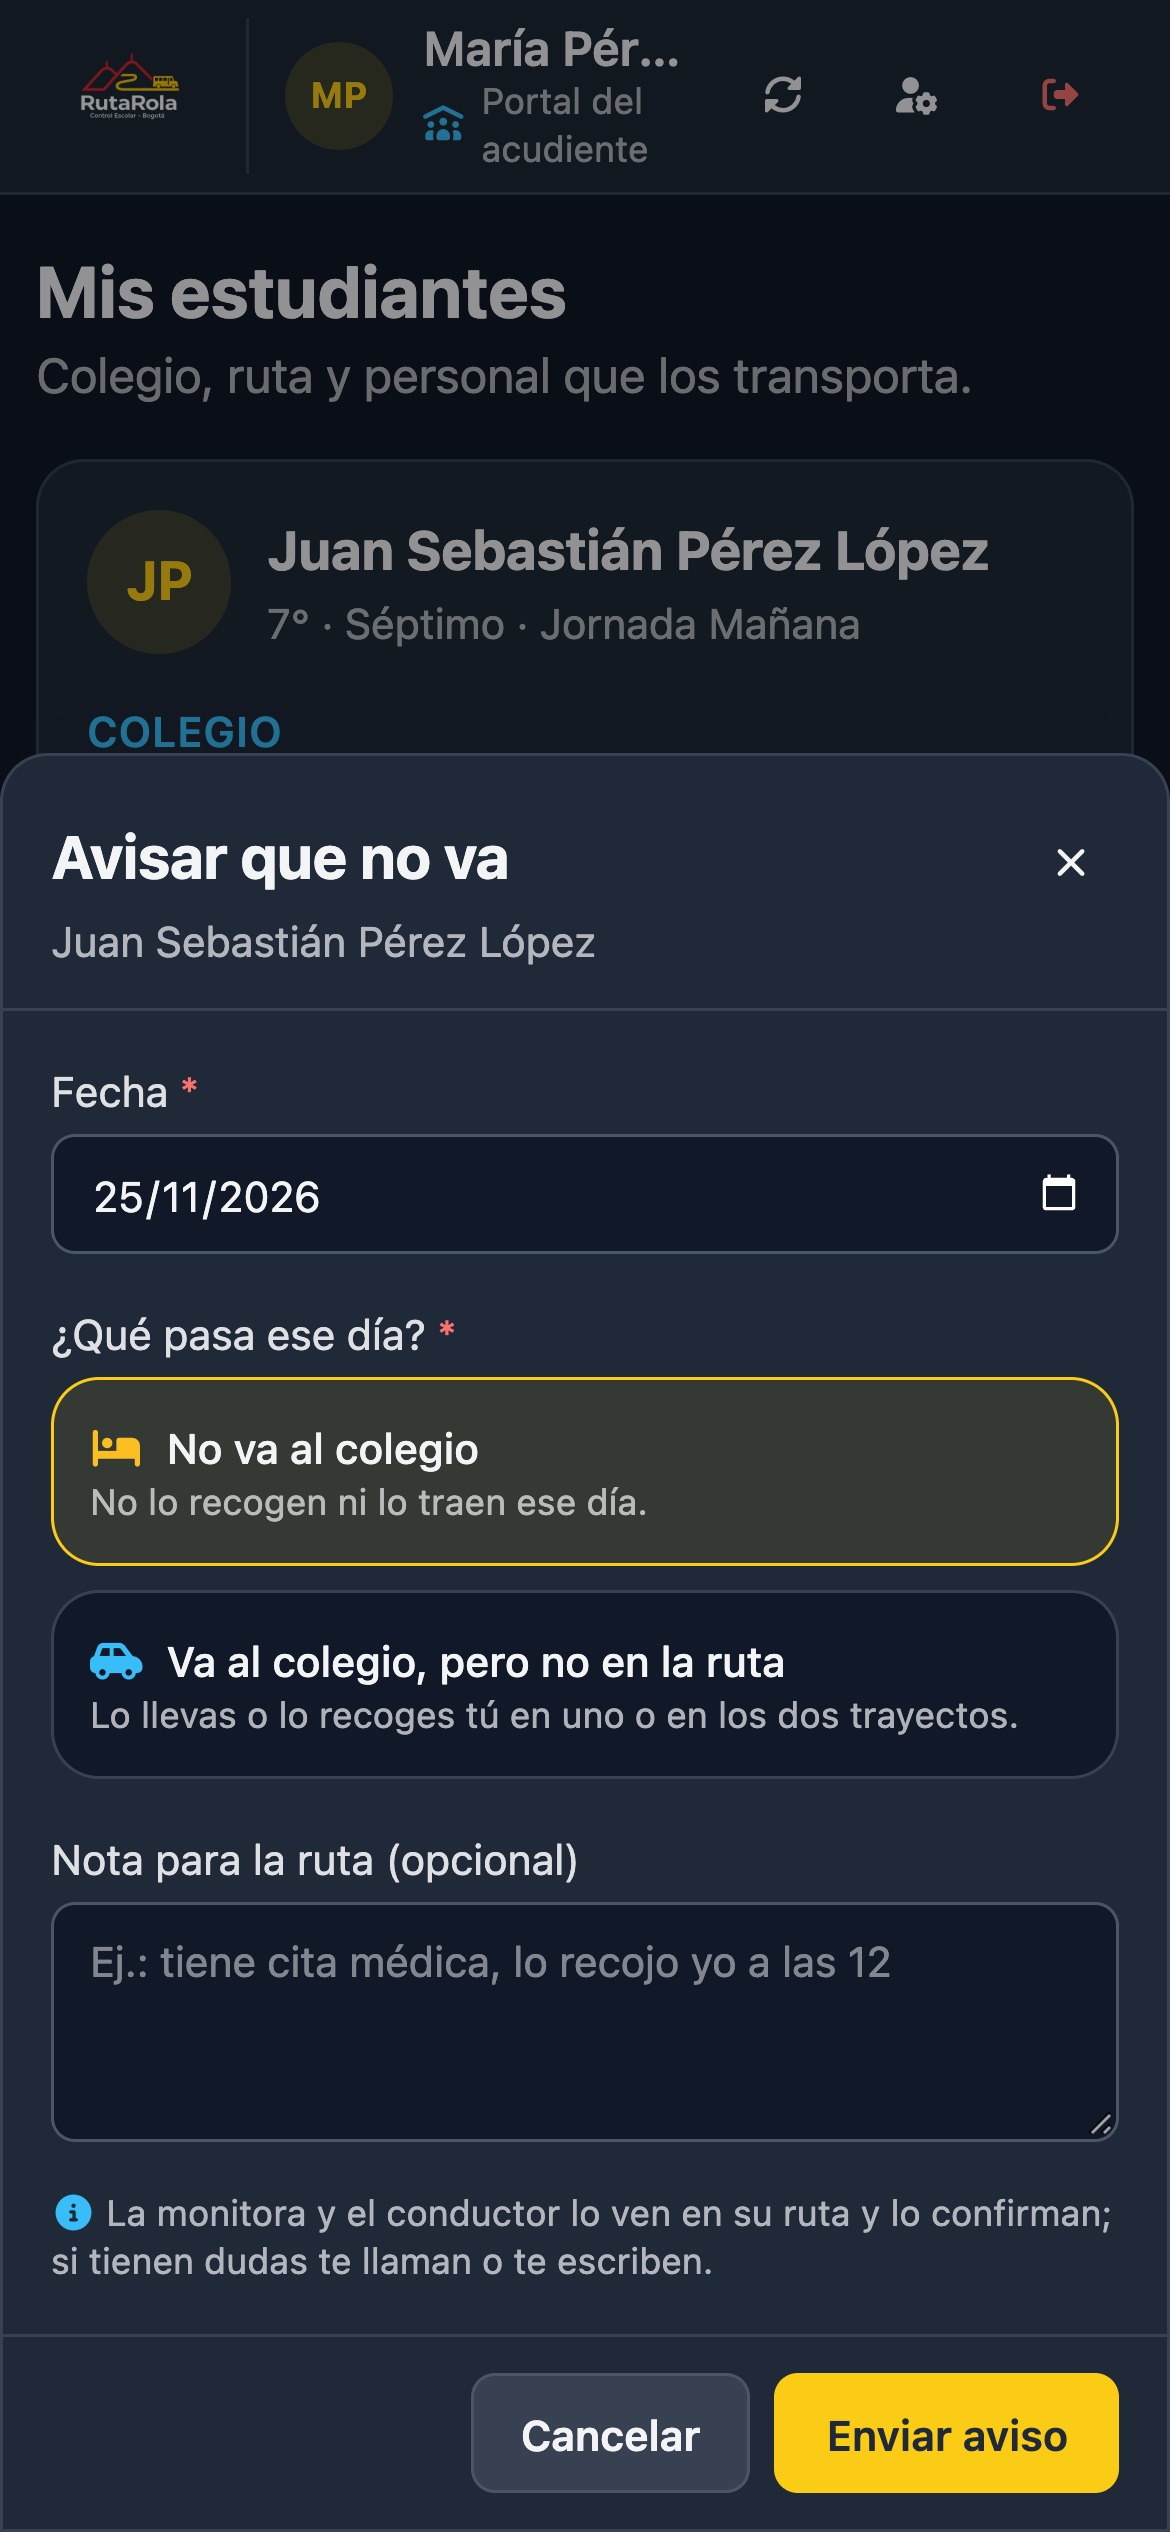 RutaRola
Control Escolar - Bogotá
MP
María Pér...
Portal del
acudiente
Mis estudiantes
Colegio, ruta y personal que los transporta.
JP
Juan Sebastián Pérez López
7° · Séptimo · Jornada Mañana
COLEGIO
Avisar que no va
Juan Sebastián Pérez López
Fecha *
25/11/2026
¿Qué pasa ese día? *
No va al colegio
No lo recogen ni lo traen ese día.
Va al colegio, pero no en la ruta
Lo llevas o lo recoges tú en uno o en los dos trayectos.
Nota para la ruta (opcional)
Ej.: tiene cita médica, lo recojo yo a las 12
La monitora y el conductor lo ven en su ruta y lo confirman;
si tienen dudas te llaman o te escriben.
Cancelar
Enviar aviso